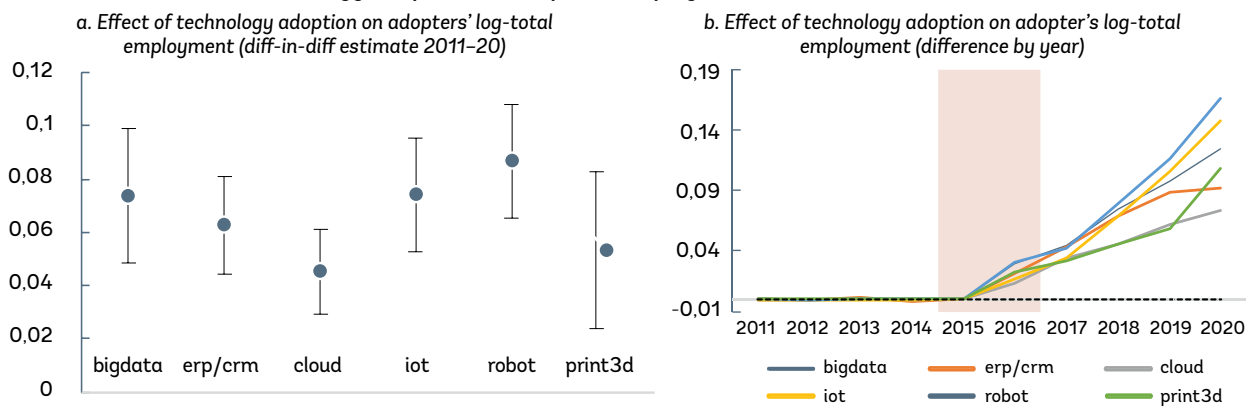 a. Effect of technology adoption on adopters' log-total
employment (diff-in-diff estimate 2011–20)
0,12
0,1
0,08
0,06
0,04
0,02
0
bigdata erp/crm cloud iot robot print3d
b. Effect of technology adoption on adopter's log-total
employment (difference by year)
0,19
0,14
0,09
0,04
-0,01
2011 2012 2013 2014 2015 2016 2017 2018 2019 2020
bigdata erp/crm cloud
iot robot print3d